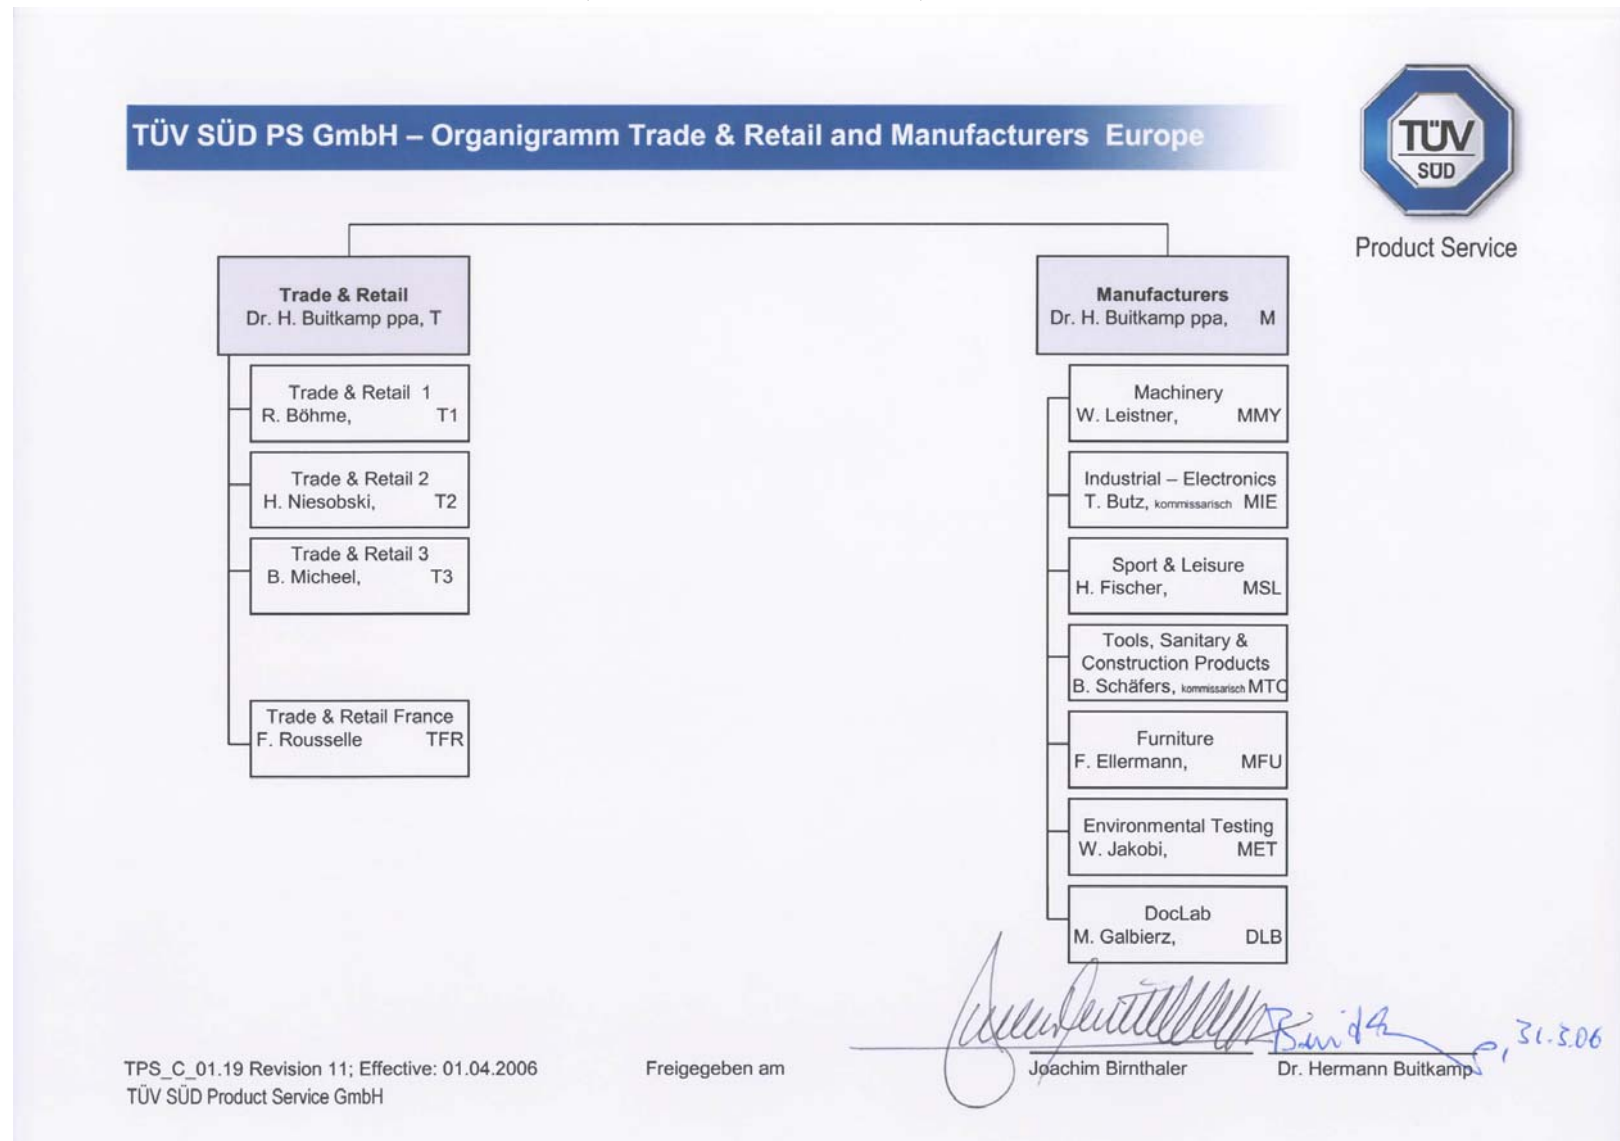 TÜV SÜD PS GmbH – Organigramm Trade & Retail and Manufacturers Europe
TÜV
SÜD
Product Service
Trade & Retail
Dr. H. Buitkamp ppa, T
Trade & Retail 1
R. Böhme, T1
Trade & Retail 2
H. Niesobski, T2
Trade & Retail 3
B. Micheel, T3
Trade & Retail France
F. Rousselle TFR
Manufacturers
Dr. H. Buitkamp ppa, M
Machinery
W. Leistner, MMY
Industrial – Electronics
T. Butz, kommissarisch MIE
Sport & Leisure
H. Fischer, MSL
Tools, Sanitary &
Construction Products
B. Schäfers, kommissarisch MTC
Furniture
F. Ellermann, MFU
Environmental Testing
W. Jakobi, MET
DocLab
M. Galbierz, DLB
, 31.3.06
TPS_C_01.19 Revision 11; Effective: 01.04.2006
Freigegeben am
Joachim Birnthaler
Dr. Hermann Buitkamp
TÜV SÜD Product Service GmbH